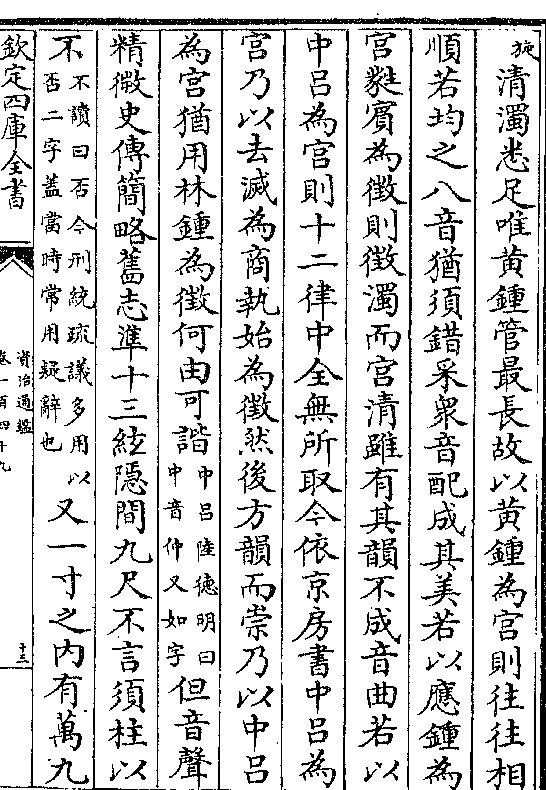 旋清濁悉足唯黄鍾管最長故以黄鍾為宫則往往相
順若均之八音猶須錯采衆音配成其美若以應鍾為
宫蕤賓為徵則徵濁而宫清雖有其韻不成音曲若以
中吕為宫則十二律中全無所取今依京房書中吕為
宫乃以去滅為商執始為徵然後方韻而崇乃以中吕
為宫猶用林鍾為徵何由可諧中吕陸徳明曰中音仲又如字但音聲
精微史傳簡略舊志凖十三絃隠間九尺不言須柱以
不不讀曰否今刑統疏議多用以否二字蓋當時常用疑辭也又一寸之内有萬九
欽定四庫全書
資治通鑑
卷一百四十九
十三